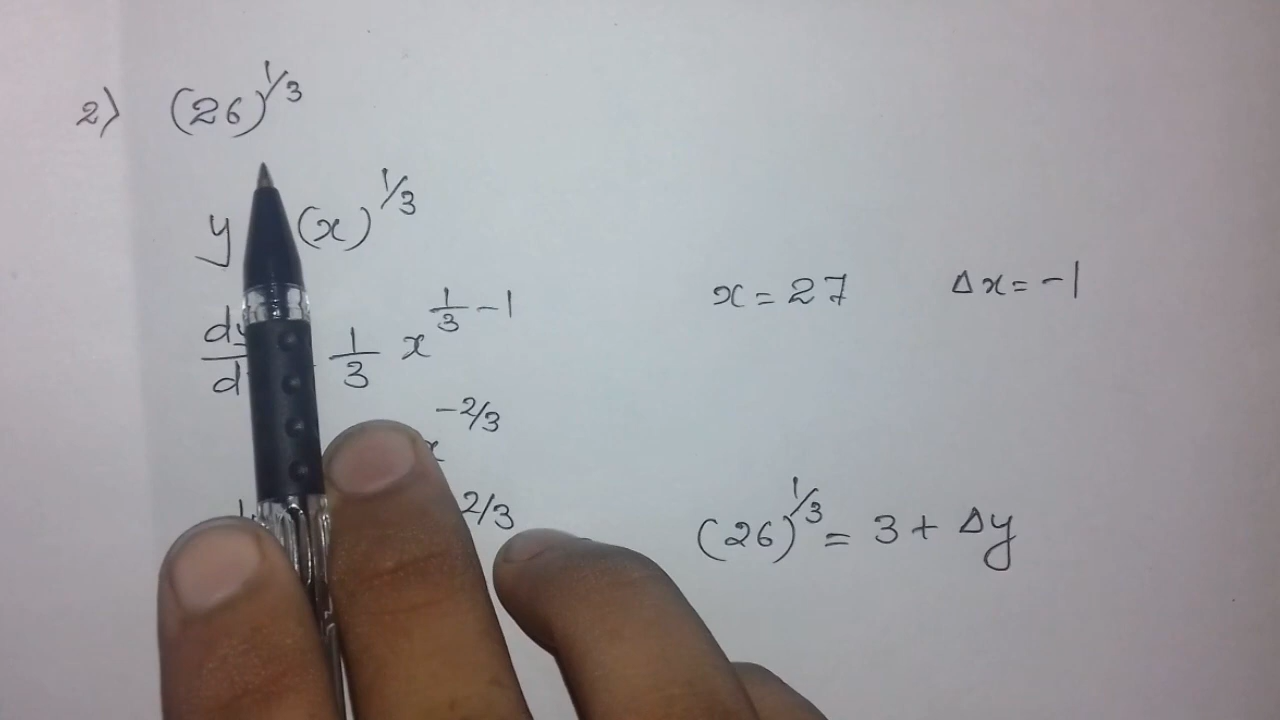 2) (26)^1/3
y (x)^1/3
x = 27 Δx = -1
dy/d 1/3 x^(1/3 - 1)
x^-2/3
2/3
(26)^1/3 = 3 + Δy